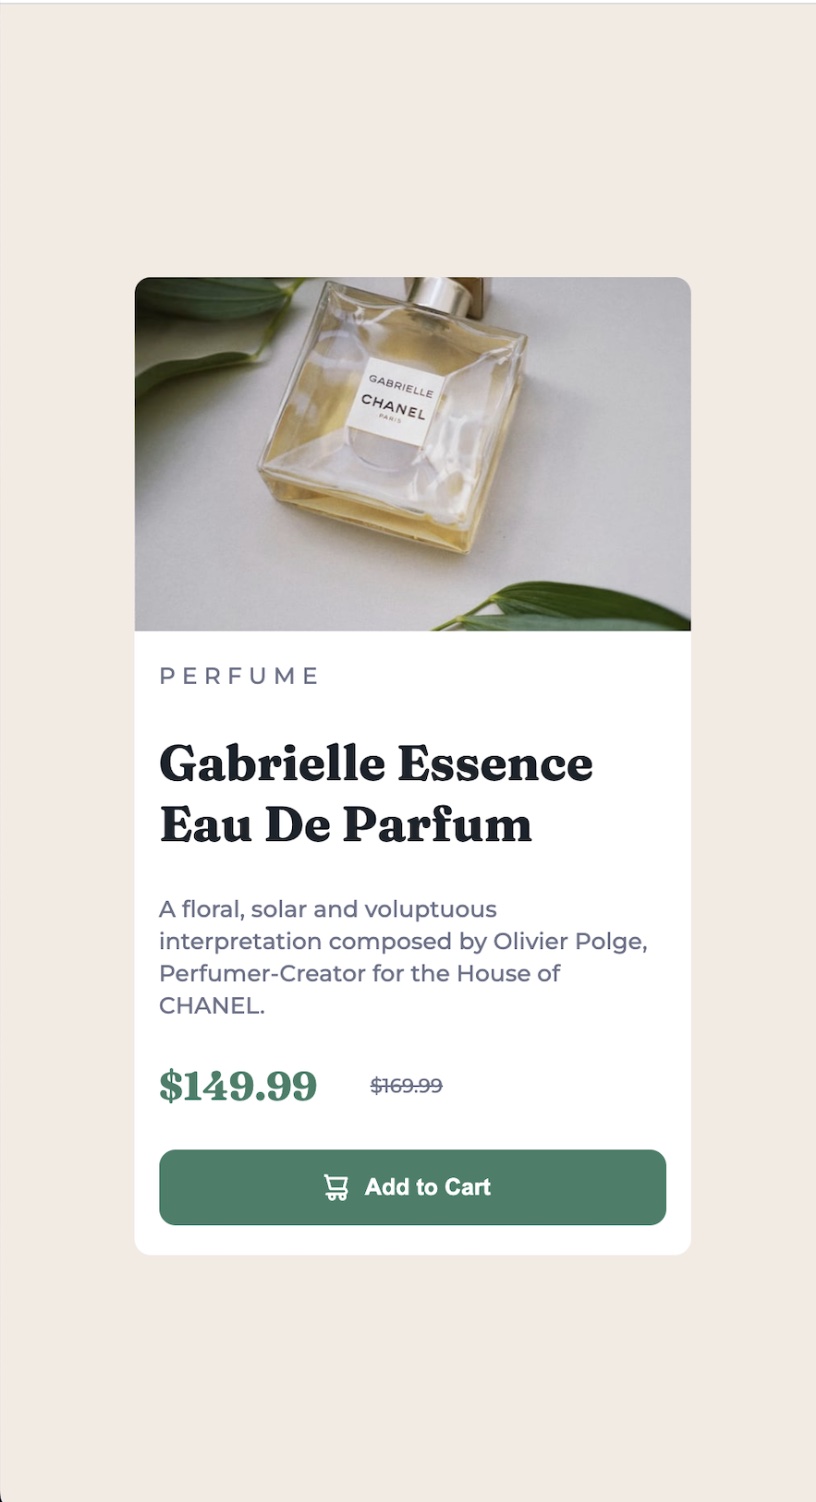 GABRIELLE
CHANEL
PARIS
PERFUME
Gabrielle Essence
Eau De Parfum
A floral, solar and voluptuous
interpretation composed by Olivier Polge,
Perfumer-Creator for the House of
CHANEL.
$149.99 $169.99
Add to Cart